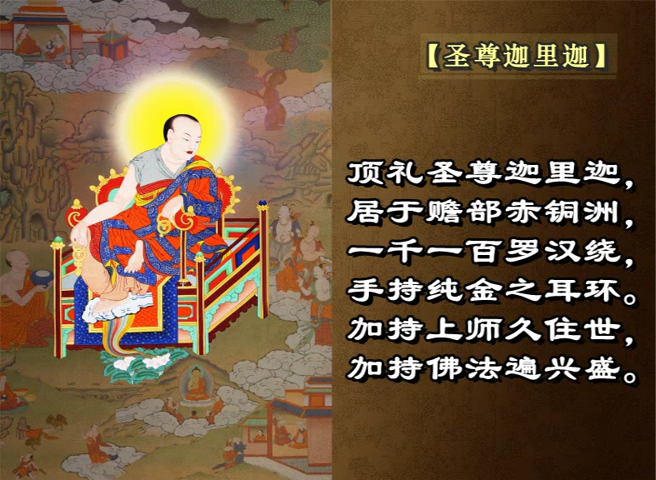 【圣尊迦里迦】
顶礼圣尊迦里迦，
居于赡部赤铜洲，
一千一百罗汉绕，
手持纯金之耳环。
加持上师久住世，
加持佛法遍兴盛。